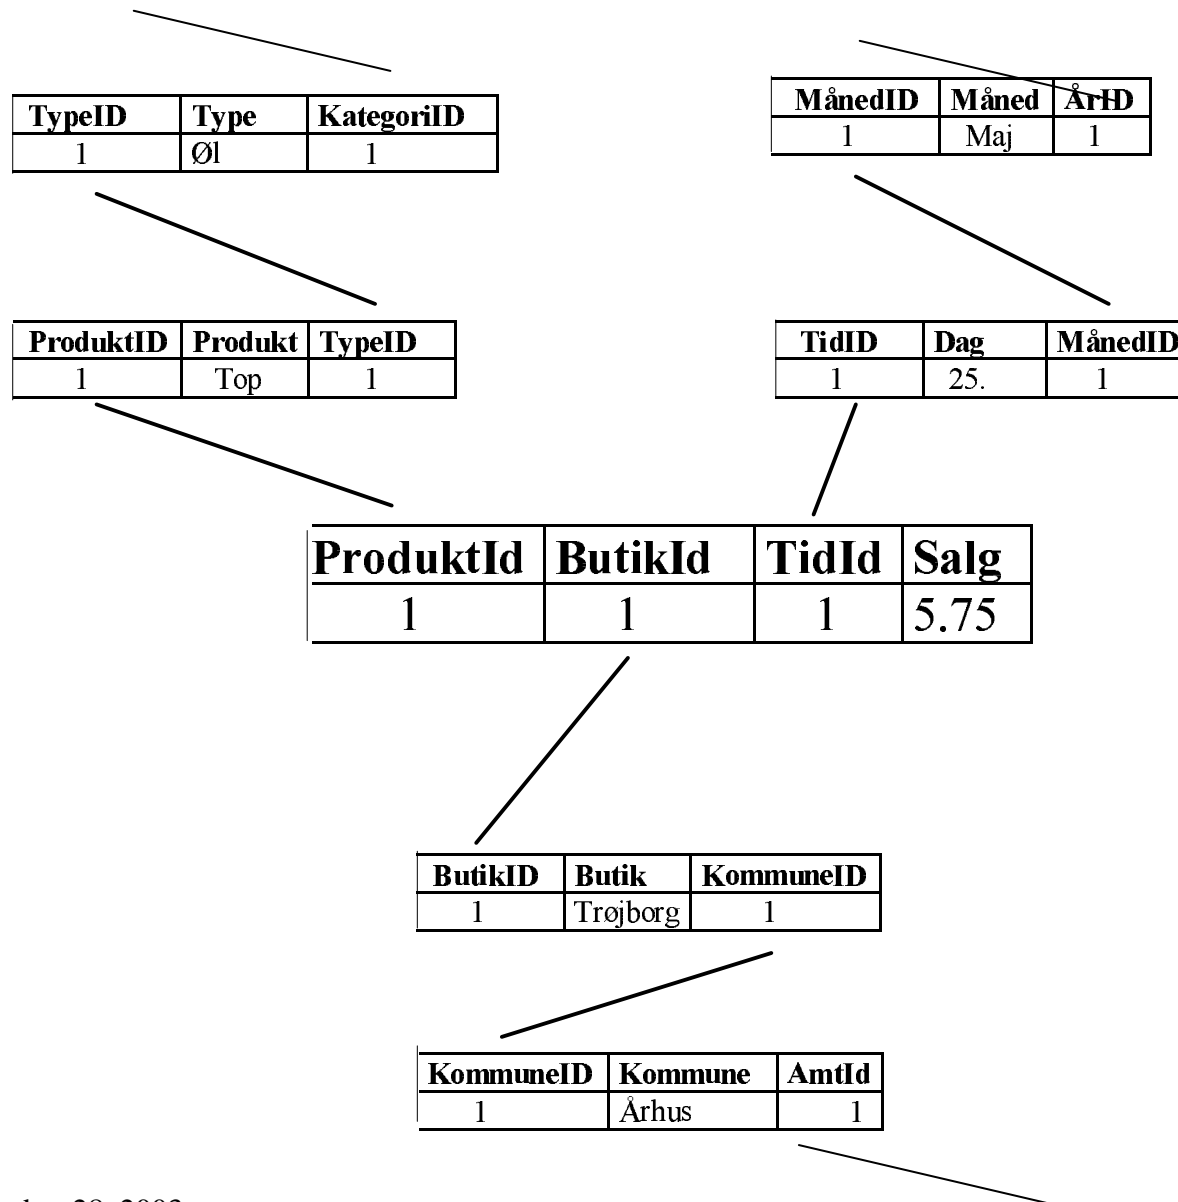 TypeID Type KategoriID
1 Øl 1
MånedID Måned ÅrID
1 Maj 1
ProduktID Produkt TypeID
1 Top 1
TidID Dag MånedID
1 25. 1
ProduktId ButikId TidId Salg
1 1 1 5.75
ButikID Butik KommuneID
1 Trøjborg 1
KommuneID Kommune AmtId
1 Århus 1